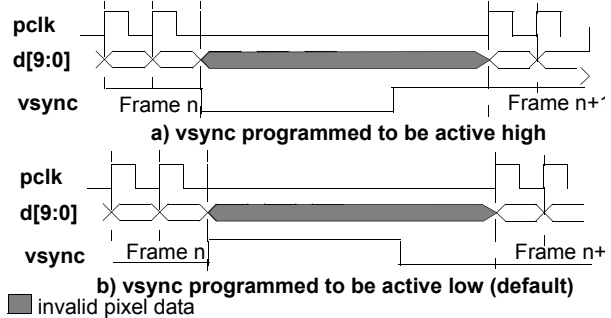 pclk
d[9:0]
vsync
Frame n
Frame n+1
a) vsync programmed to be active high
pclk
d[9:0]
vsync
Frame n
Frame n+
b) vsync programmed to be active low (default)
invalid pixel data